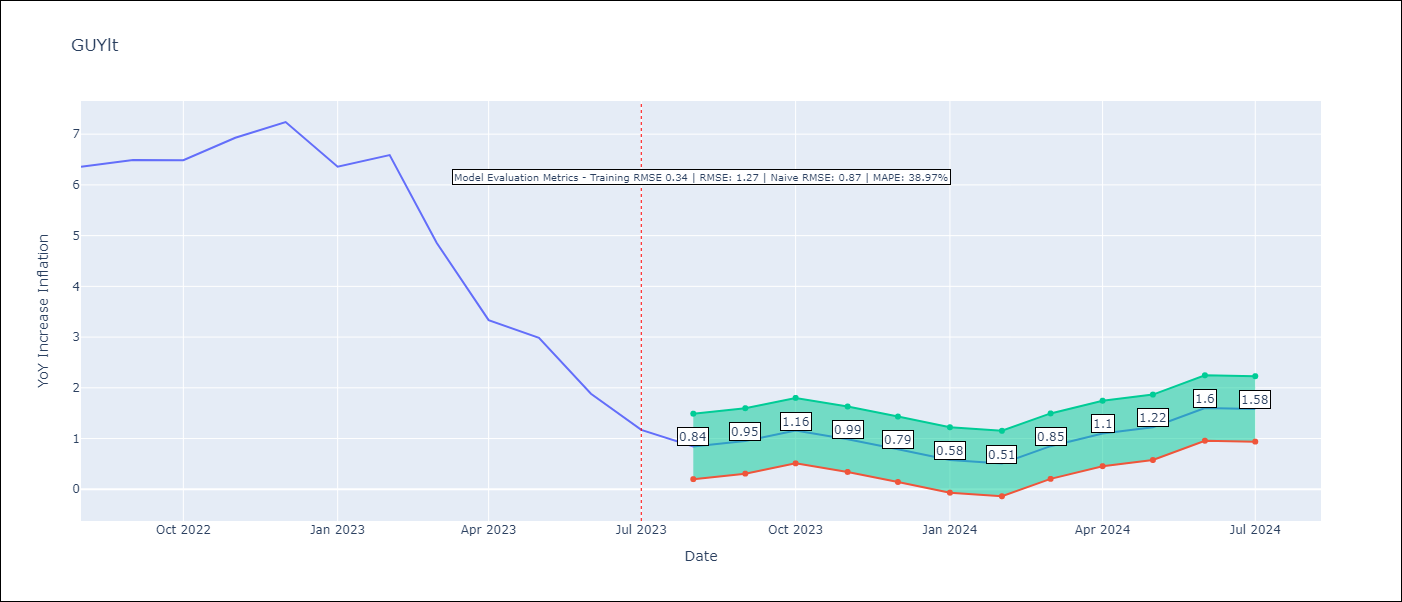 GUYlt
7
6
5
4
3
2
1
0
YoY Increase Inflation
Model Evaluation Metrics - Training RMSE 0.34 | RMSE: 1.27 | Naive RMSE: 0.87 | MAPE: 38.97%
0.84
0.95
1.16
0.99
0.79
0.58
0.51
0.85
1.1
1.22
1.6
1.58
Oct 2022
Jan 2023
Apr 2023
Jul 2023
Oct 2023
Jan 2024
Apr 2024
Jul 2024
Date